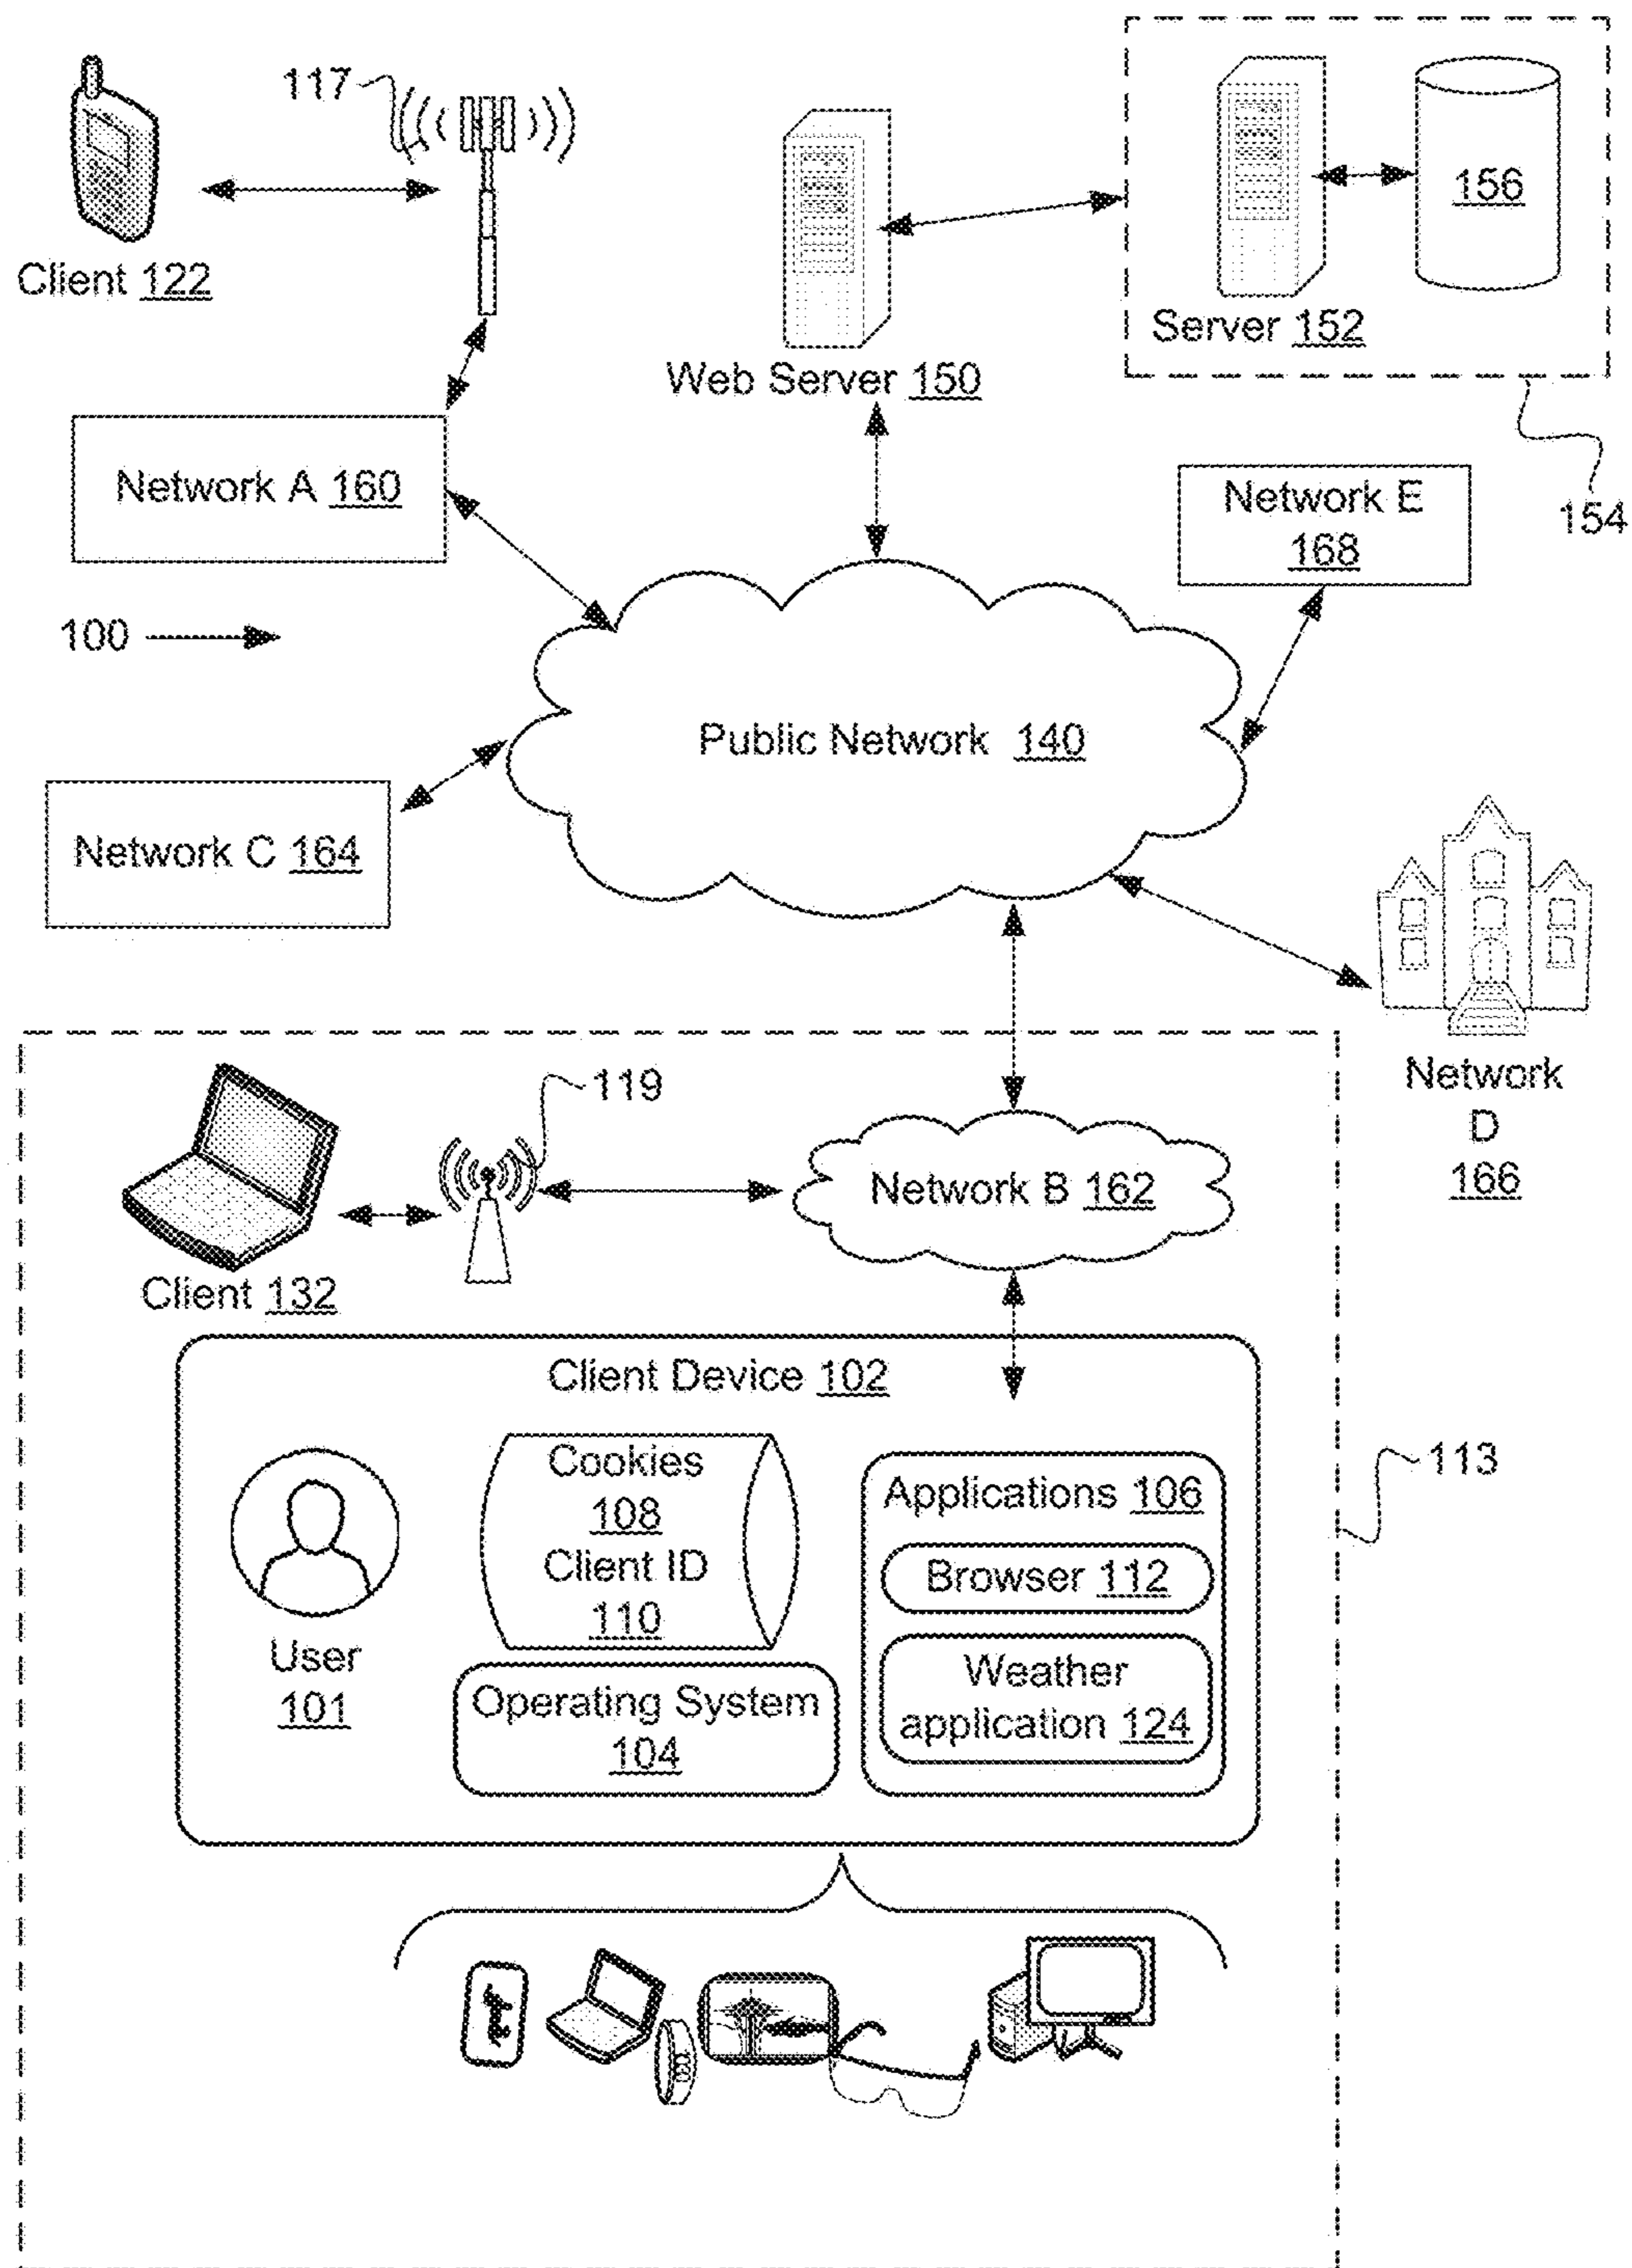 117
156
Client 122
Server 152
Web Server 150
Network A 160
Network E
168
154
100
Public Network 140
Network C 164
119
Network
D
166
Network B 162
Client 132
Client Device 102
Cookies
108
Client ID
110
Applications 106
Browser 112
113
User
101
Operating System
104
Weather
application 124